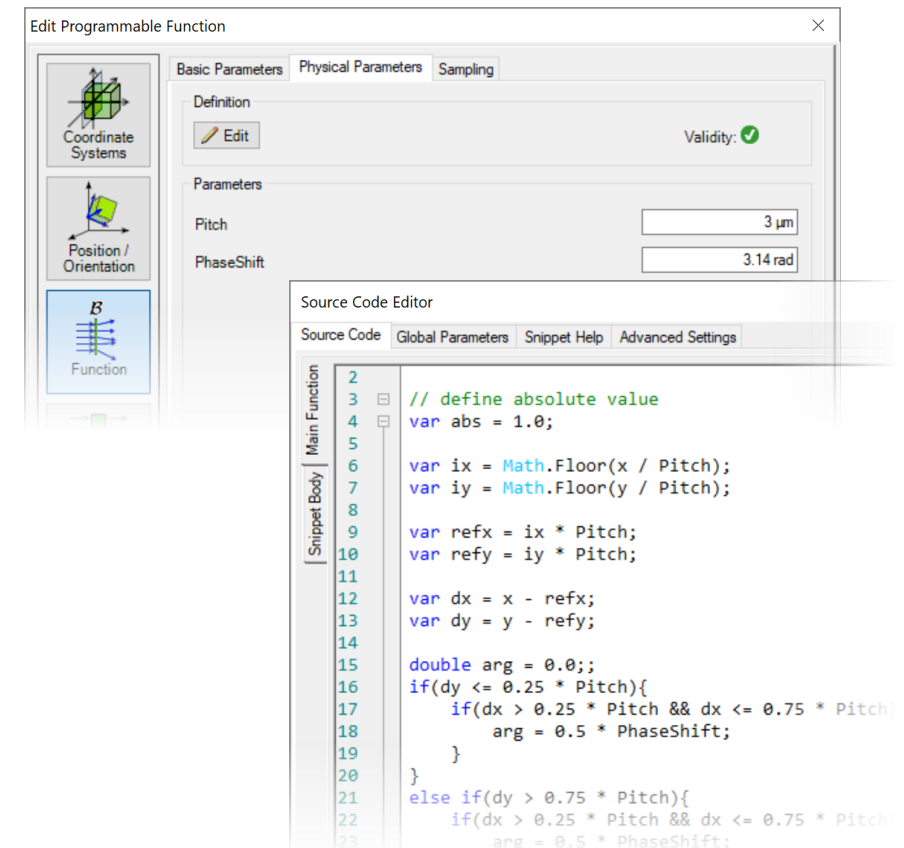 Edit Programmable Function
Basic Parameters Physical Parameters Sampling
Coordinate
Systems
Position /
Orientation
B
Function
Definition
Edit
Validity:
Parameters
Pitch 3 µm
PhaseShift 3.14 rad
Source Code Editor
Source Code Global Parameters Snippet Help Advanced Settings
Main Function
Snippet Body
2
3 // define absolute value
4 var abs = 1.0;
5
6 var ix = Math.Floor(x / Pitch);
7 var iy = Math.Floor(y / Pitch);
8
9 var refx = ix * Pitch;
10 var refy = iy * Pitch;
11
12 var dx = x - refx;
13 var dy = y - refy;
14
15 double arg = 0.0;;
16 if(dy <= 0.25 * Pitch){
17 if(dx > 0.25 * Pitch && dx <= 0.75 * Pitch)
18 arg = 0.5 * PhaseShift;
19 }
20 }
21 else if(dy > 0.75 * Pitch){
22 if(dx > 0.25 * Pitch && dx <= 0.75 * Pitch
23 arg = 0.5 * PhaseShift;